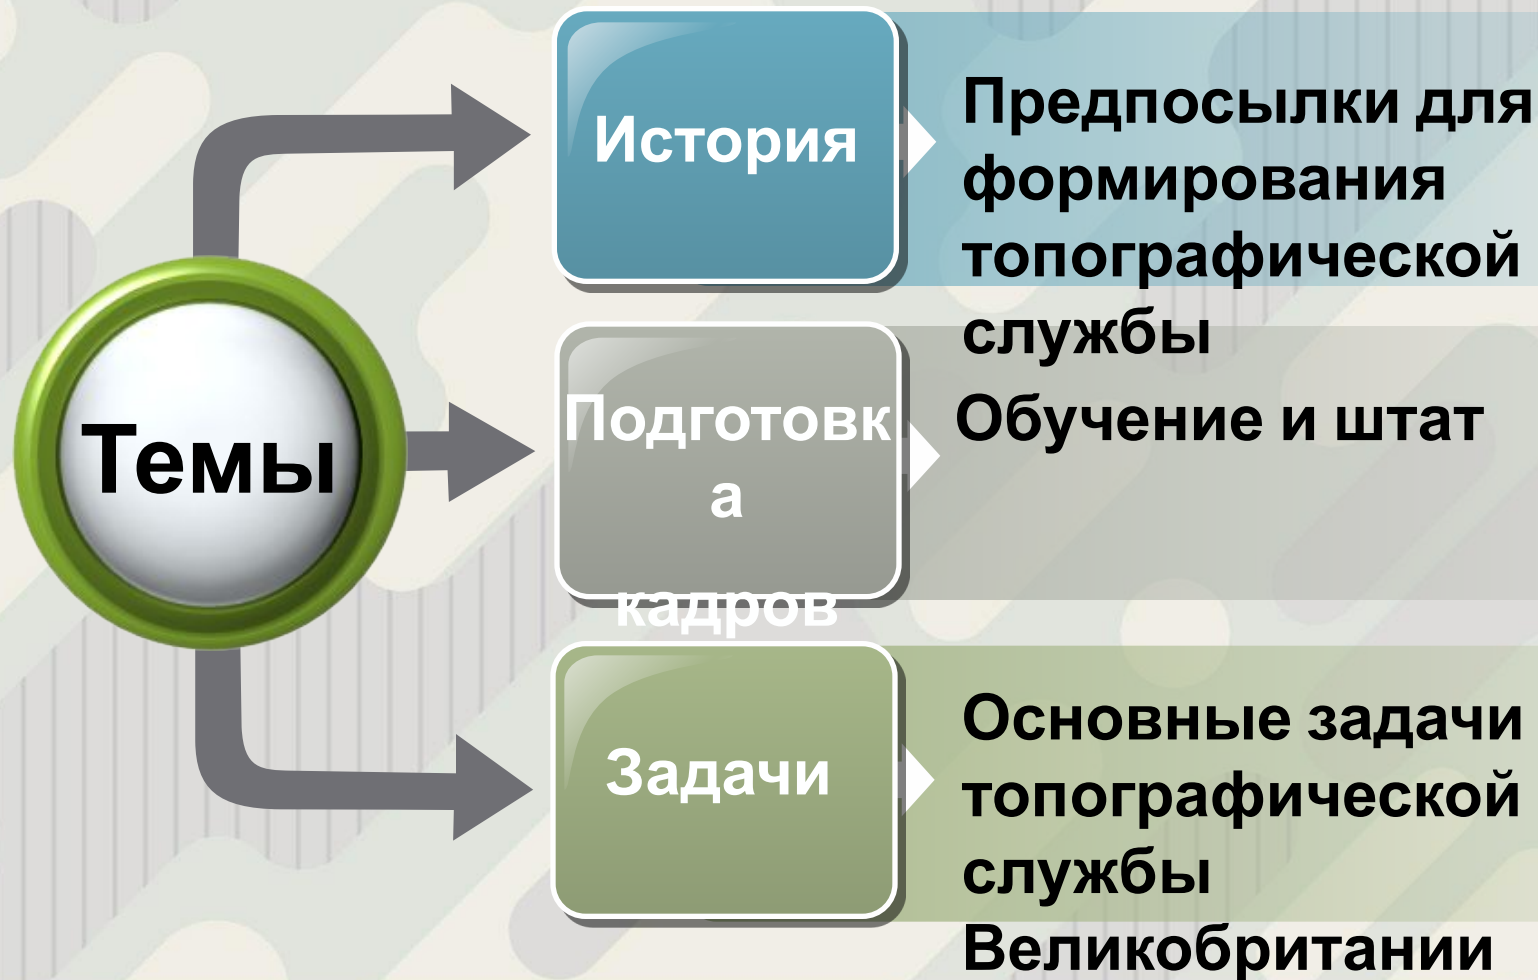 Темы
История
Предпосылки для
формирования
топографической
службы
Подготовк
а
кадров
Обучение и штат
Задачи
Основные задачи
топографической
службы
Великобритании